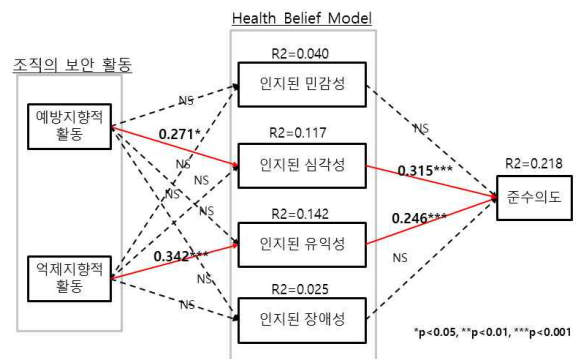 Health Belief Model
조직의 보안 활동
R2=0.040
인지된 민감성
NS
예방지향적
활동
0.271*
R2=0.117
인지된 심각성
NS
0.315***
R2=0.218
준수의도
NS
NS
NS
R2=0.142
인지된 유익성
0.246***
억제지향적
활동
0.342***
NS
NS
R2=0.025
인지된 장애성
*p<0.05, **p<0.01, ***p<0.001